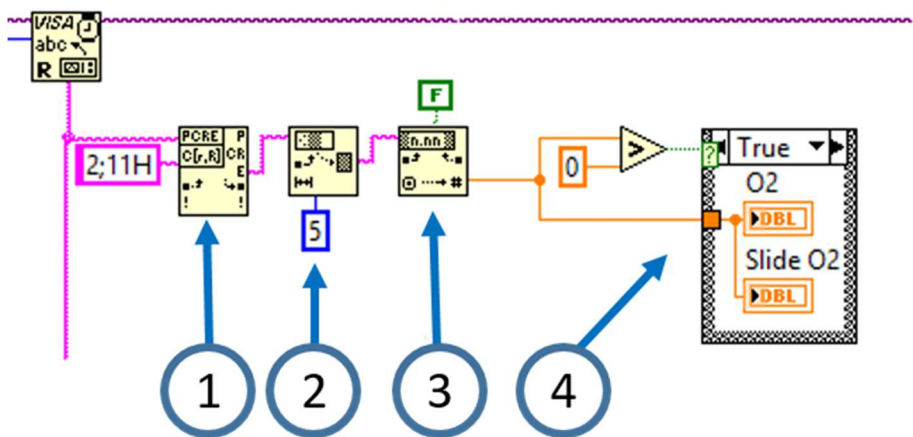 VISA
abc
R
2;11H
PCRE P
C[r,R] CR
E
!
!
5
F
n.nn
#
0
>
?
True
O2
DBL
Slide O2
DBL
1
2
3
4